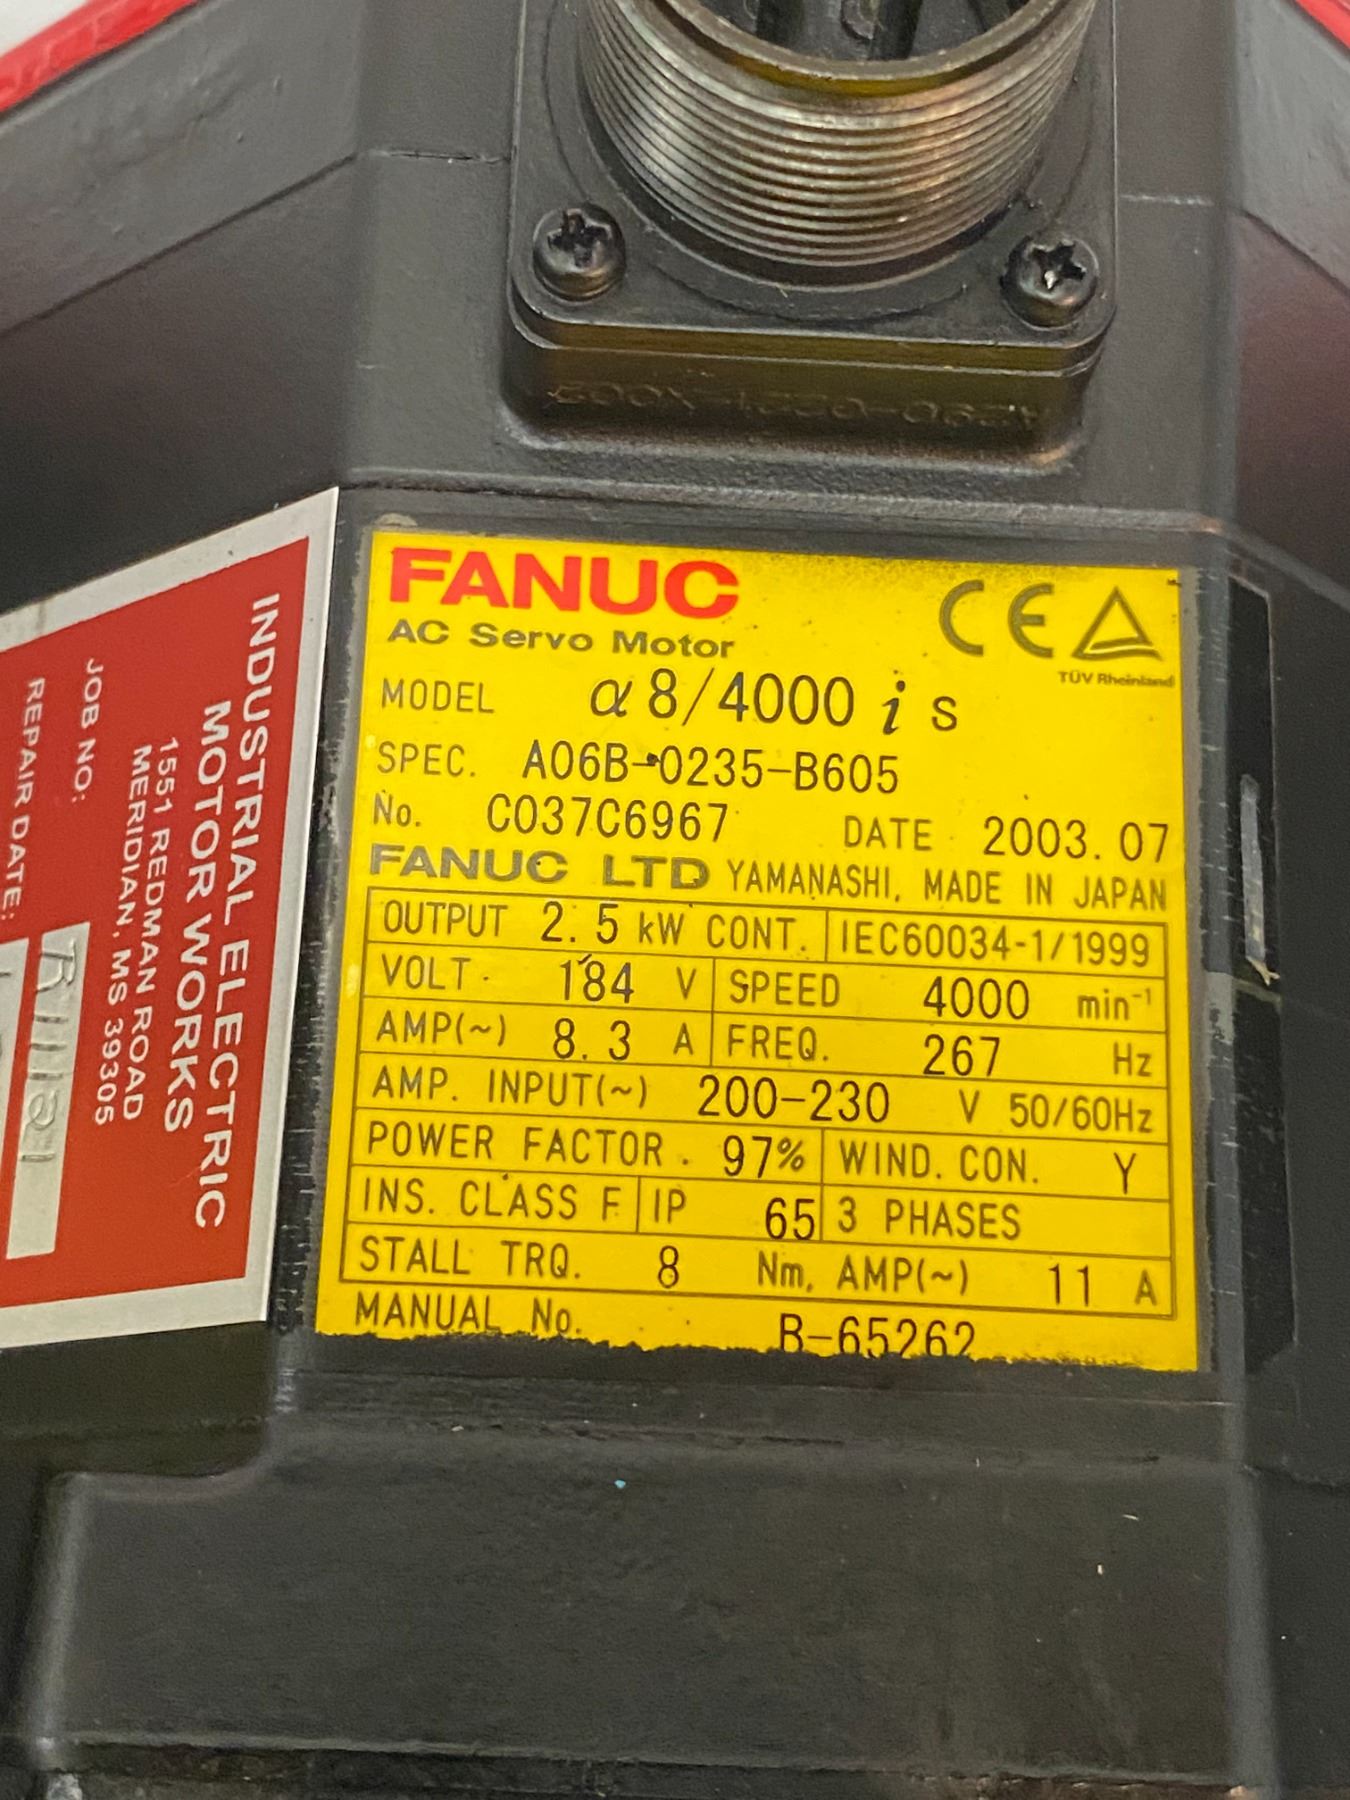 FANUC
AC Servo Motor
CE
TÜV Rheinland
MODEL α8/4000 i s
SPEC. A06B-0235-B605
No. C037C6967 DATE 2003.07
FANUC LTD YAMANASHI, MADE IN JAPAN
OUTPUT 2.5 kW CONT. IEC60034-1/1999
VOLT. 184 V SPEED 4000 min⁻¹
AMP(~) 8.3 A FREQ. 267 Hz
AMP. INPUT(~) 200-230 V 50/60Hz
POWER FACTOR. 97% WIND. CON. Y
INS. CLASS F IP 65 3 PHASES
STALL TRQ. 8 Nm, AMP(~) 11 A
MANUAL No. B-65262
INDUSTRIAL ELECTRIC
MOTOR WORKS
1551 REDMAN ROAD
MERIDIAN, MS 39305
JOB NO:
REPAIR DATE: